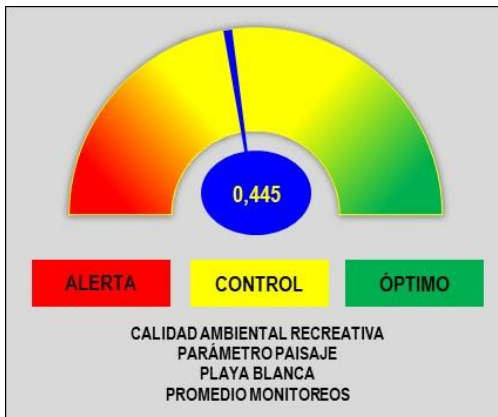 0,445
ALERTA CONTROL ÓPTIMO
CALIDAD AMBIENTAL RECREATIVA
PARÁMETRO PAISAJE
PLAYA BLANCA
PROMEDIO MONITOREOS